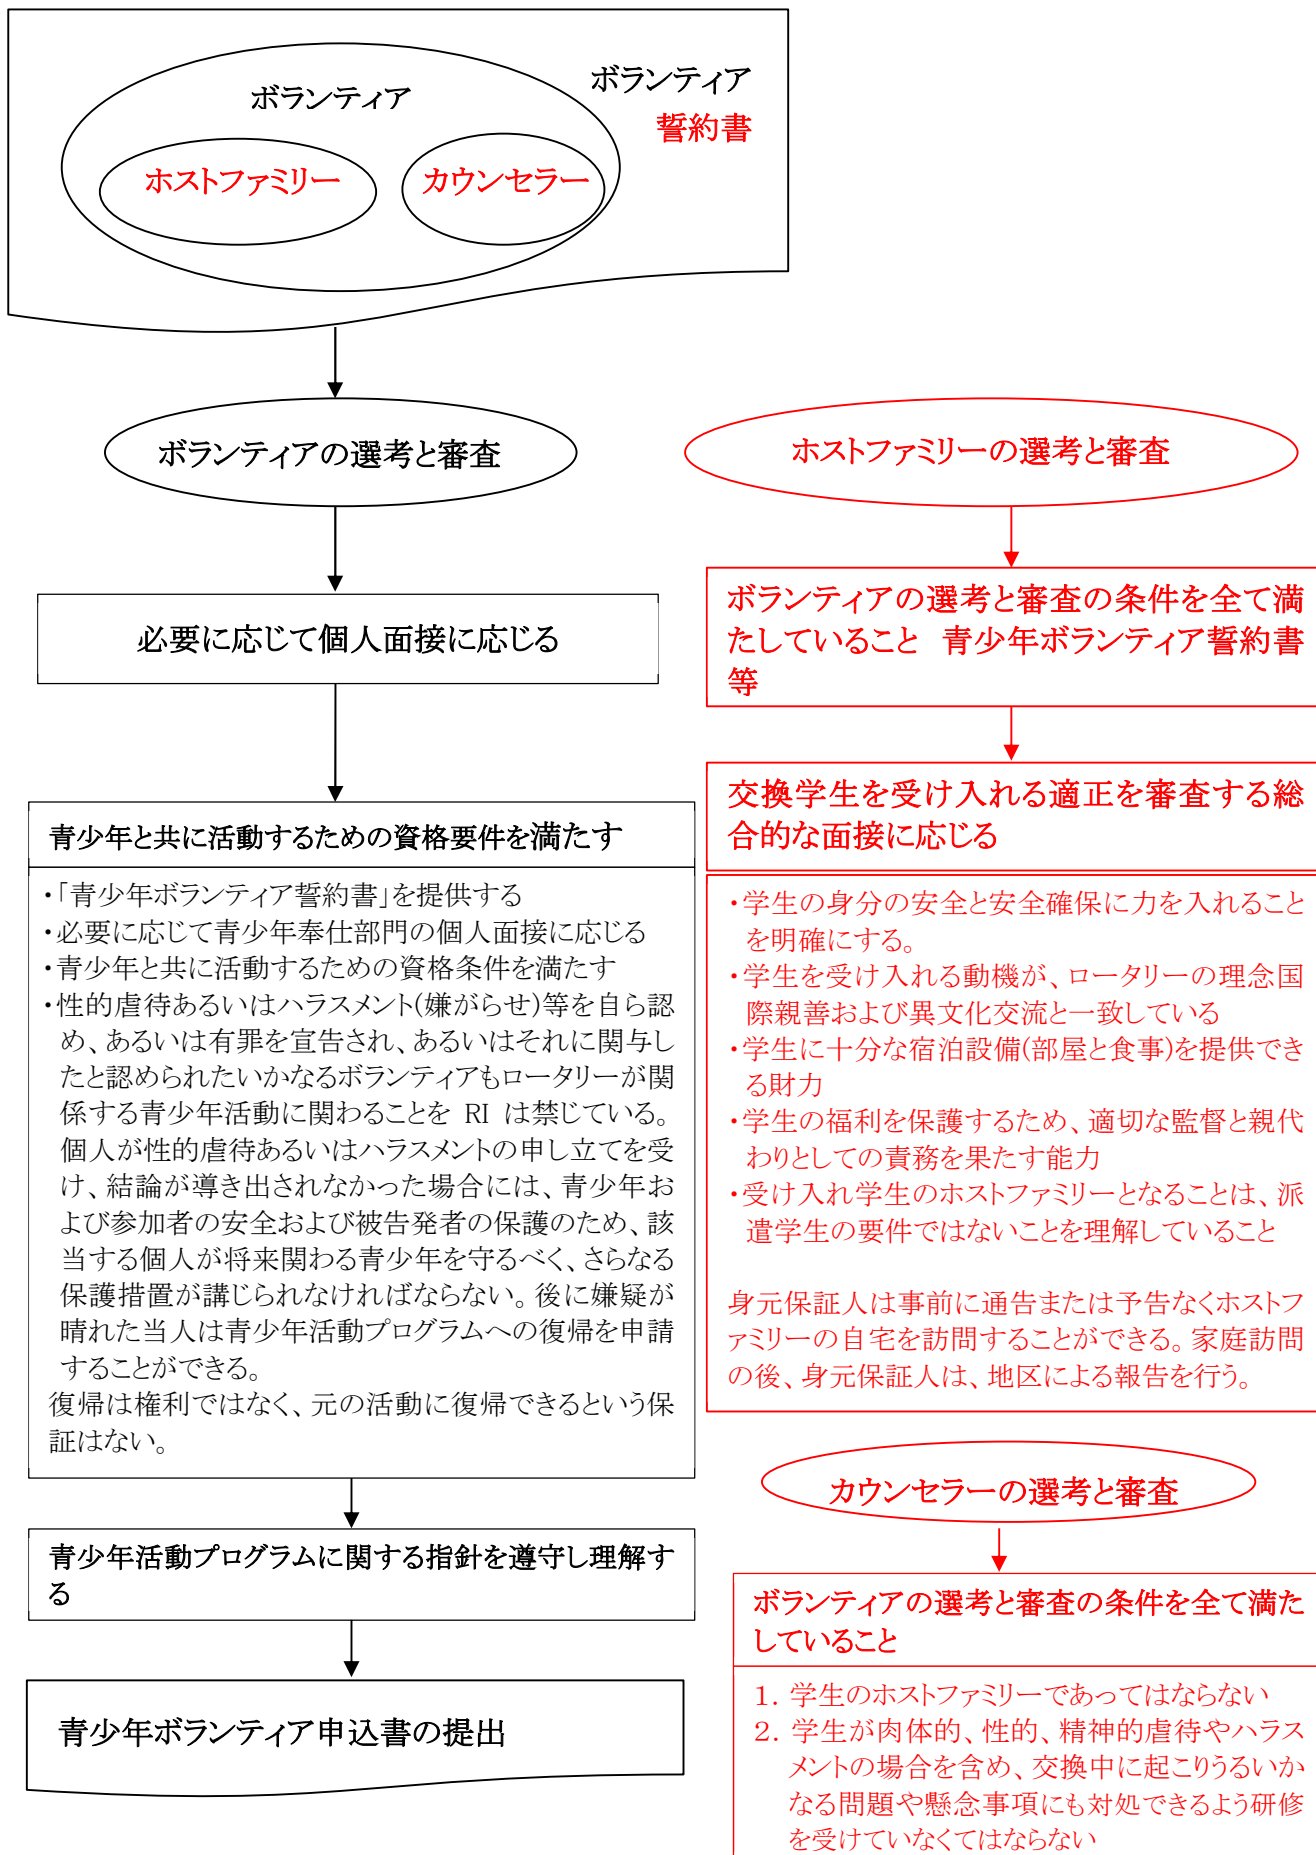 ボランティア
ボランティア
誓約書
ホストファミリー
カウンセラー
ボランティアの選考と審査
必要に応じて個人面接に応じる
青少年と共に活動するための資格要件を満たす
・「青少年ボランティア誓約書」を提供する
・必要に応じて青少年奉仕部門の個人面接に応じる
・青少年と共に活動するための資格条件を満たす
・性的虐待あるいはハラスメント(嫌がらせ)等を自ら認
め、あるいは有罪を宣告され、あるいはそれに関与し
たと認められたいかなるボランティアもロータリーが関
係する青少年活動に関わることを RI は禁じている。
個人が性的虐待あるいはハラスメントの申し立てを受
け、結論が導き出されなかった場合には、青少年お
よび参加者の安全および被告発者の保護のため、該
当する個人が将来関わる青少年を守るべく、さらなる
保護措置が講じられなければならない。後に嫌疑が
晴れた当人は青少年活動プログラムへの復帰を申請
することができる。
復帰は権利ではなく、元の活動に復帰できるという保
証はない。
青少年活動プログラムに関する指針を遵守し理解す
る
青少年ボランティア申込書の提出
ホストファミリーの選考と審査
ボランティアの選考と審査の条件を全て満
たしていること 青少年ボランティア誓約書
等
交換学生を受け入れる適正を審査する総
合的な面接に応じる
・学生の身分の安全と安全確保に力を入れること
を明確にする。
・学生を受け入れる動機が、ロータリーの理念国
際親善および異文化交流と一致している
・学生に十分な宿泊設備(部屋と食事)を提供でき
る財力
・学生の福利を保護するため、適切な監督と親代
わりとしての責務を果たす能力
・受け入れ学生のホストファミリーとなることは、派
遣学生の要件ではないことを理解していること
身元保証人は事前に通告または予告なくホストフ
ァミリーの自宅を訪問することができる。家庭訪問
の後、身元保証人は、地区による報告を行う。
カウンセラーの選考と審査
ボランティアの選考と審査の条件を全て満た
していること
1. 学生のホストファミリーであってはならない
2. 学生が肉体的、性的、精神的虐待やハラス
メントの場合を含め、交換中に起こりうるいか
なる問題や懸念事項にも対処できるよう研修
を受けていなくてはならない